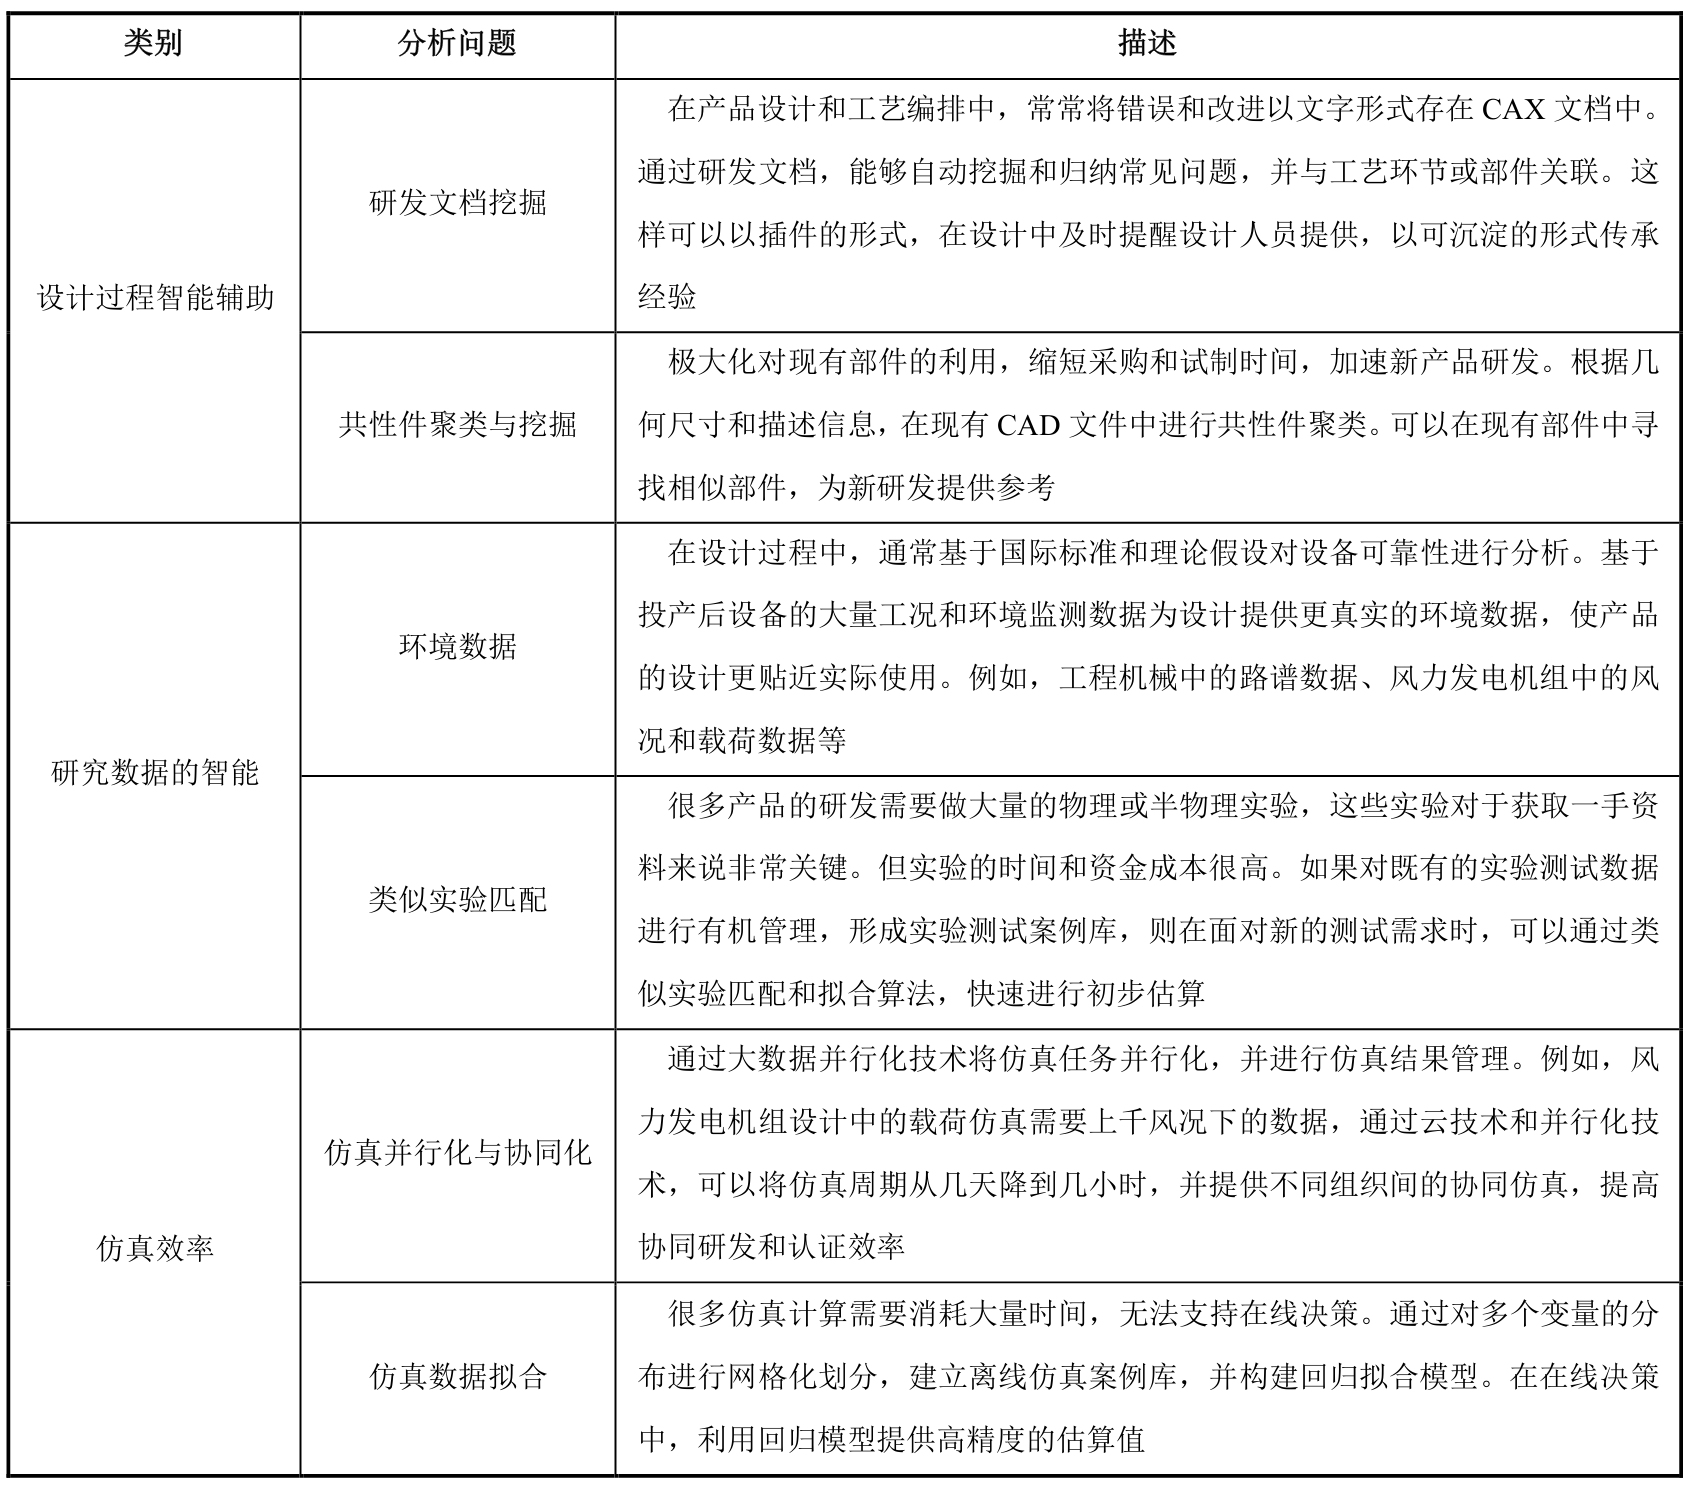 类别
分析问题
描述
设计过程智能辅助
研发文档挖掘
在产品设计和工艺编排中，常常将错误和改进以文字形式存在 CAX 文档中。
通过研发文档，能够自动挖掘和归纳常见问题，并与工艺环节或部件关联。这
样可以以插件的形式，在设计中及时提醒设计人员提供，以可沉淀的形式传承
经验
共性件聚类与挖掘
极大化对现有部件的利用，缩短采购和试制时间，加速新产品研发。根据几
何尺寸和描述信息，在现有 CAD 文件中进行共性件聚类。可以在现有部件中寻
找相似部件，为新研发提供参考
研究数据的智能
环境数据
在设计过程中，通常基于国际标准和理论假设对设备可靠性进行分析。基于
投产后设备的大量工况和环境监测数据为设计提供更真实的环境数据，使产品
的设计更贴近实际使用。例如，工程机械中的路谱数据、风力发电机组中的风
况和载荷数据等
类似实验匹配
很多产品的研发需要做大量的物理或半物理实验，这些实验对于获取一手资
料来说非常关键。但实验的时间和资金成本很高。如果对既有的实验测试数据
进行有机管理，形成实验测试案例库，则在面对新的测试需求时，可以通过类
似实验匹配和拟合算法，快速进行初步估算
仿真效率
仿真并行化与协同化
通过大数据并行化技术将仿真任务并行化，并进行仿真结果管理。例如，风
力发电机组设计中的载荷仿真需要上千风况下的数据，通过云技术和并行化技
术，可以将仿真周期从几天降到几小时，并提供不同组织间的协同仿真，提高
协同研发和认证效率
仿真数据拟合
很多仿真计算需要消耗大量时间，无法支持在线决策。通过对多个变量的分
布进行网格化划分，建立离线仿真案例库，并构建回归拟合模型。在在线决策
中，利用回归模型提供高精度的估算值